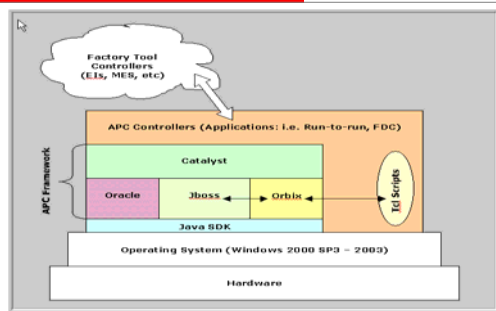 Factory Tool
Controllers
(EIs, MES, etc)
APC Controllers (Applications: i.e. Run-to-run, FDC)
APC Framework
Catalyst
Oracle
Jboss
Orbix
Tcl Scripts
Java SDK
Operating System (Windows 2000 SP3 - 2003)
Hardware